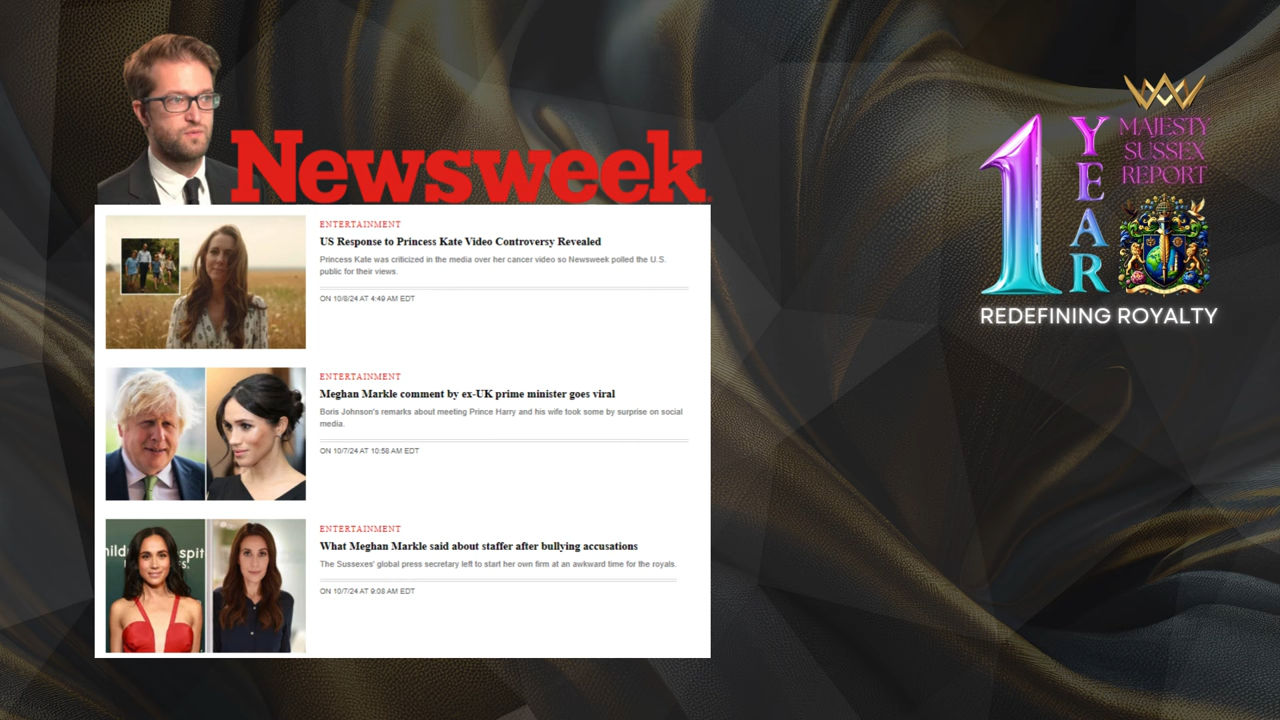 Newsweek
ENTERTAINMENT
US Response to Princess Kate Video Controversy Revealed
Princess Kate was criticized in the media over her cancer video so Newsweek polled the U.S.
public for their views.
ON 10/8/24 AT 4:49 AM EDT
ENTERTAINMENT
Meghan Markle comment by ex-UK prime minister goes viral
Boris Johnson's remarks about meeting Prince Harry and his wife took some by surprise on social
media.
ON 10/7/24 AT 10:58 AM EDT
hild
spit
ENTERTAINMENT
What Meghan Markle said about staffer after bullying accusations
The Sussexes' global press secretary left to start her own firm at an awkward time for the royals.
ON 10/7/24 AT 9:08 AM EDT
1 YEAR
MAJESTY
SUSSEX
REPORT
REDEFINING ROYALTY